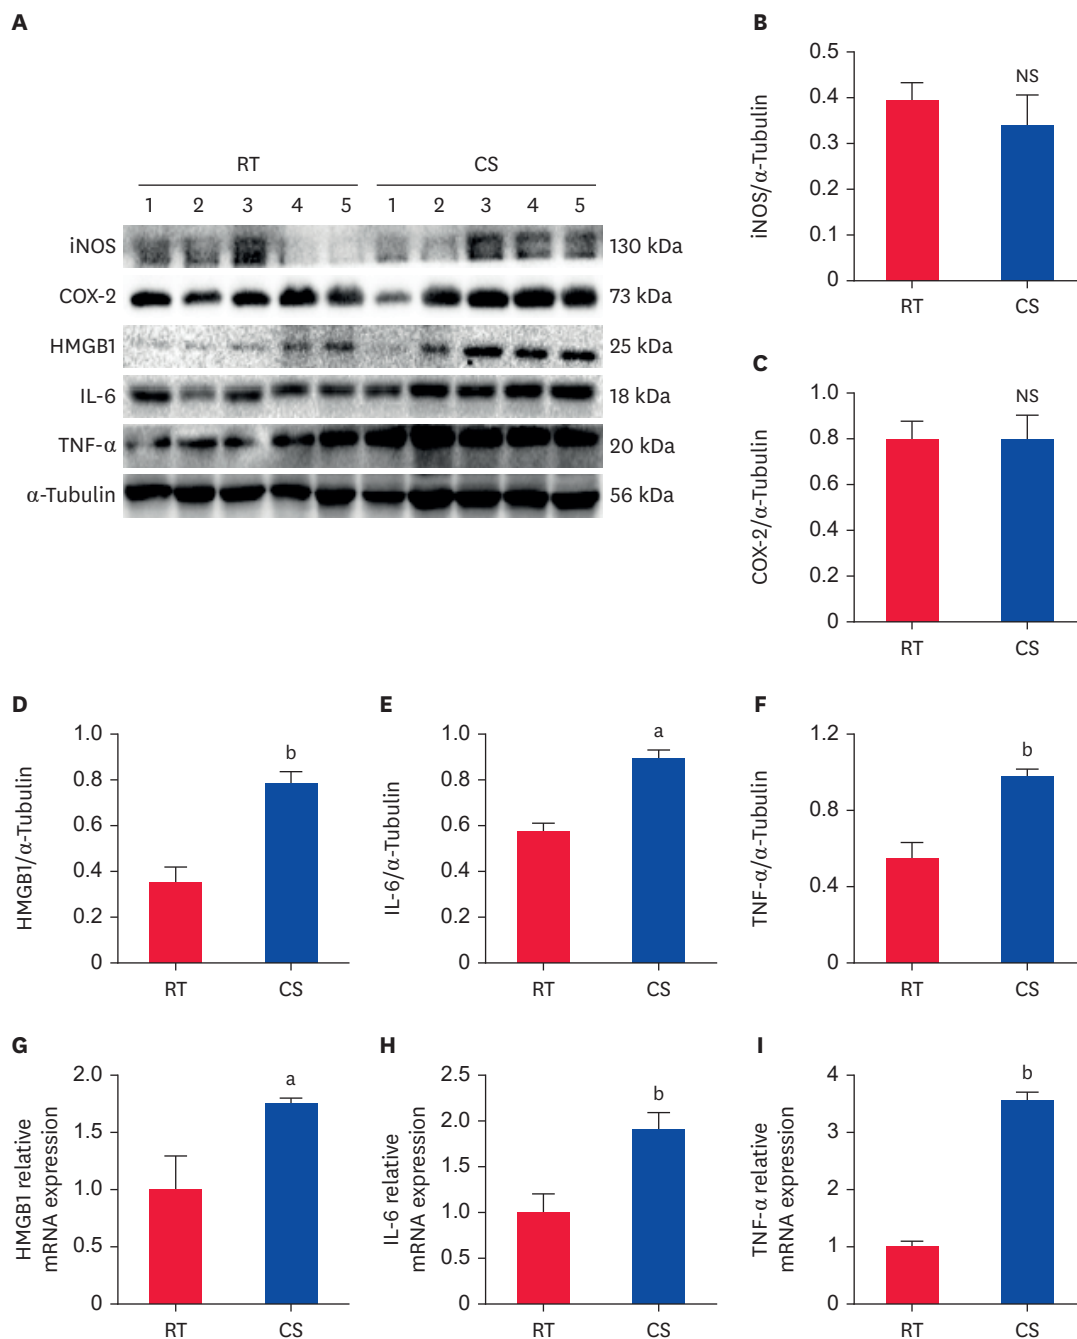 A
RT CS
1 2 3 4 5 1 2 3 4 5
iNOS 130 kDa
COX-2 73 kDa
HMGB1 25 kDa
IL-6 18 kDa
TNF-α 20 kDa
α-Tubulin 56 kDa
B
iNOS/α-Tubulin
0.5
0.4
0.3
0.2
0.1
0
NS
RT CS
C
COX-2/α-Tubulin
1.0
0.8
0.6
0.4
0.2
0
NS
RT CS
D
HMGB1/α-Tubulin
1.0
0.8
0.6
0.4
0.2
0
b
RT CS
E
IL-6/α-Tubulin
1.0
0.8
0.6
0.4
0.2
0
a
RT CS
F
TNF-α/α-Tubulin
1.2
0.8
0.4
0
b
RT CS
G
HMGB1 relative
mRNA expression
2.0
1.5
1.0
0.5
0
a
RT CS
H
IL-6 relative
mRNA expression
2.5
2.0
1.5
1.0
0.5
0
b
RT CS
I
TNF-α relative
mRNA expression
4
3
2
1
0
b
RT CS